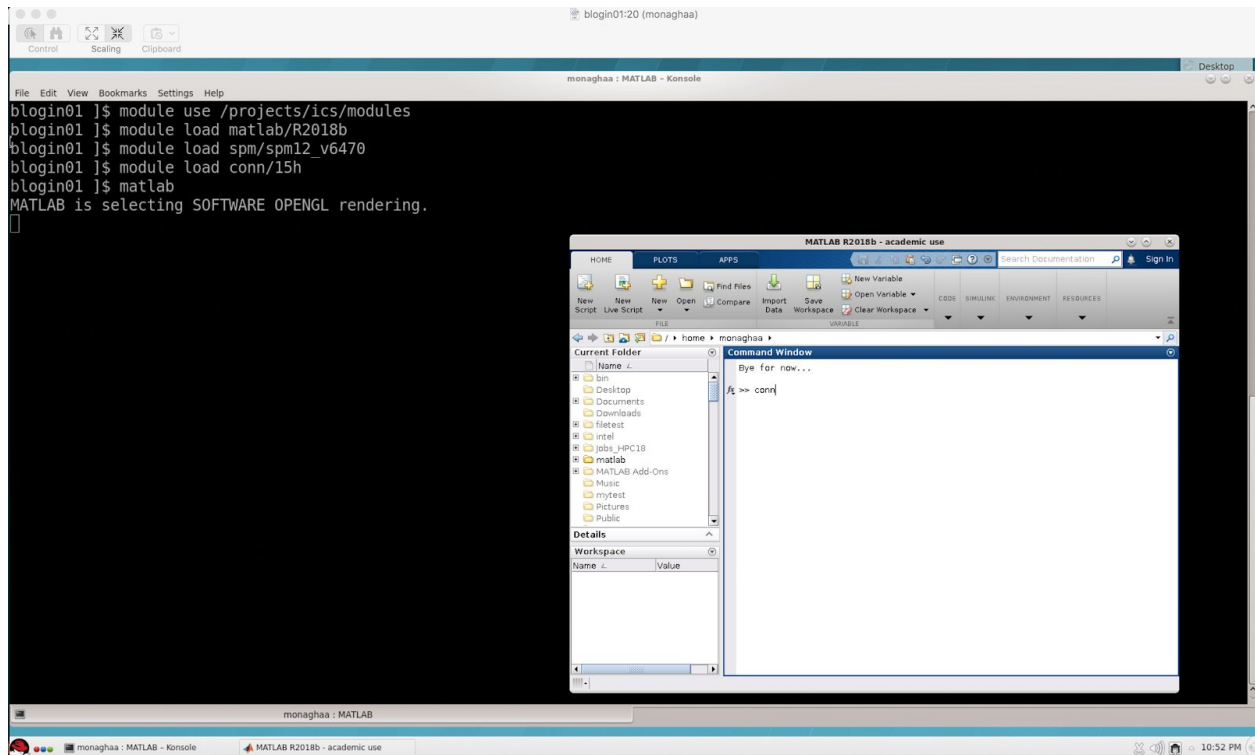 blogin01:20 (monaghaa)
Control Scaling Clipboard
Desktop
monaghaa : MATLAB - Konsole
File Edit View Bookmarks Settings Help
blogin01 ]$ module use /projects/ics/modules
blogin01 ]$ module load matlab/R2018b
blogin01 ]$ module load spm/spm12_v6470
blogin01 ]$ module load conn/15h
blogin01 ]$ matlab
MATLAB is selecting SOFTWARE OPENGL rendering.
MATLAB R2018b - academic use
HOME PLOTS APPS Search Documentation Sign In
New Script
New Live Script
New
Open
Find Files
Compare
Import Data
Save Workspace
New Variable
Open Variable
Clear Workspace
CODE SIMULINK ENVIRONMENT RESOURCES
FILE VARIABLE
/ home monaghaa
Current Folder
Name
bin
Desktop
Documents
Downloads
filetest
intel
Jobs_HPC18
matlab
MATLAB Add-Ons
Music
mytest
Pictures
Public
Details
Workspace
Name Value
Command Window
Bye for now...
fx >> conn
monaghaa : MATLAB
monaghaa : MATLAB - Konsole MATLAB R2018b - academic use 10:52 PM